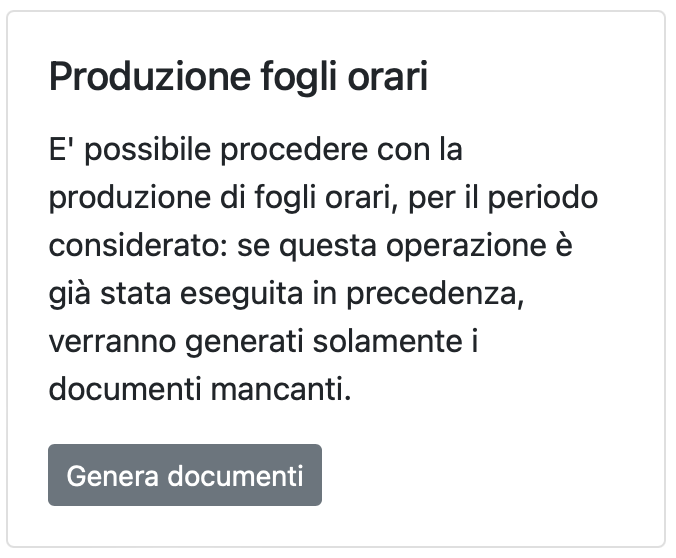 Produzione fogli orari
E' possibile procedere con la
produzione di fogli orari, per il periodo
considerato: se questa operazione è
già stata eseguita in precedenza,
verranno generati solamente i
documenti mancanti.
Genera documenti